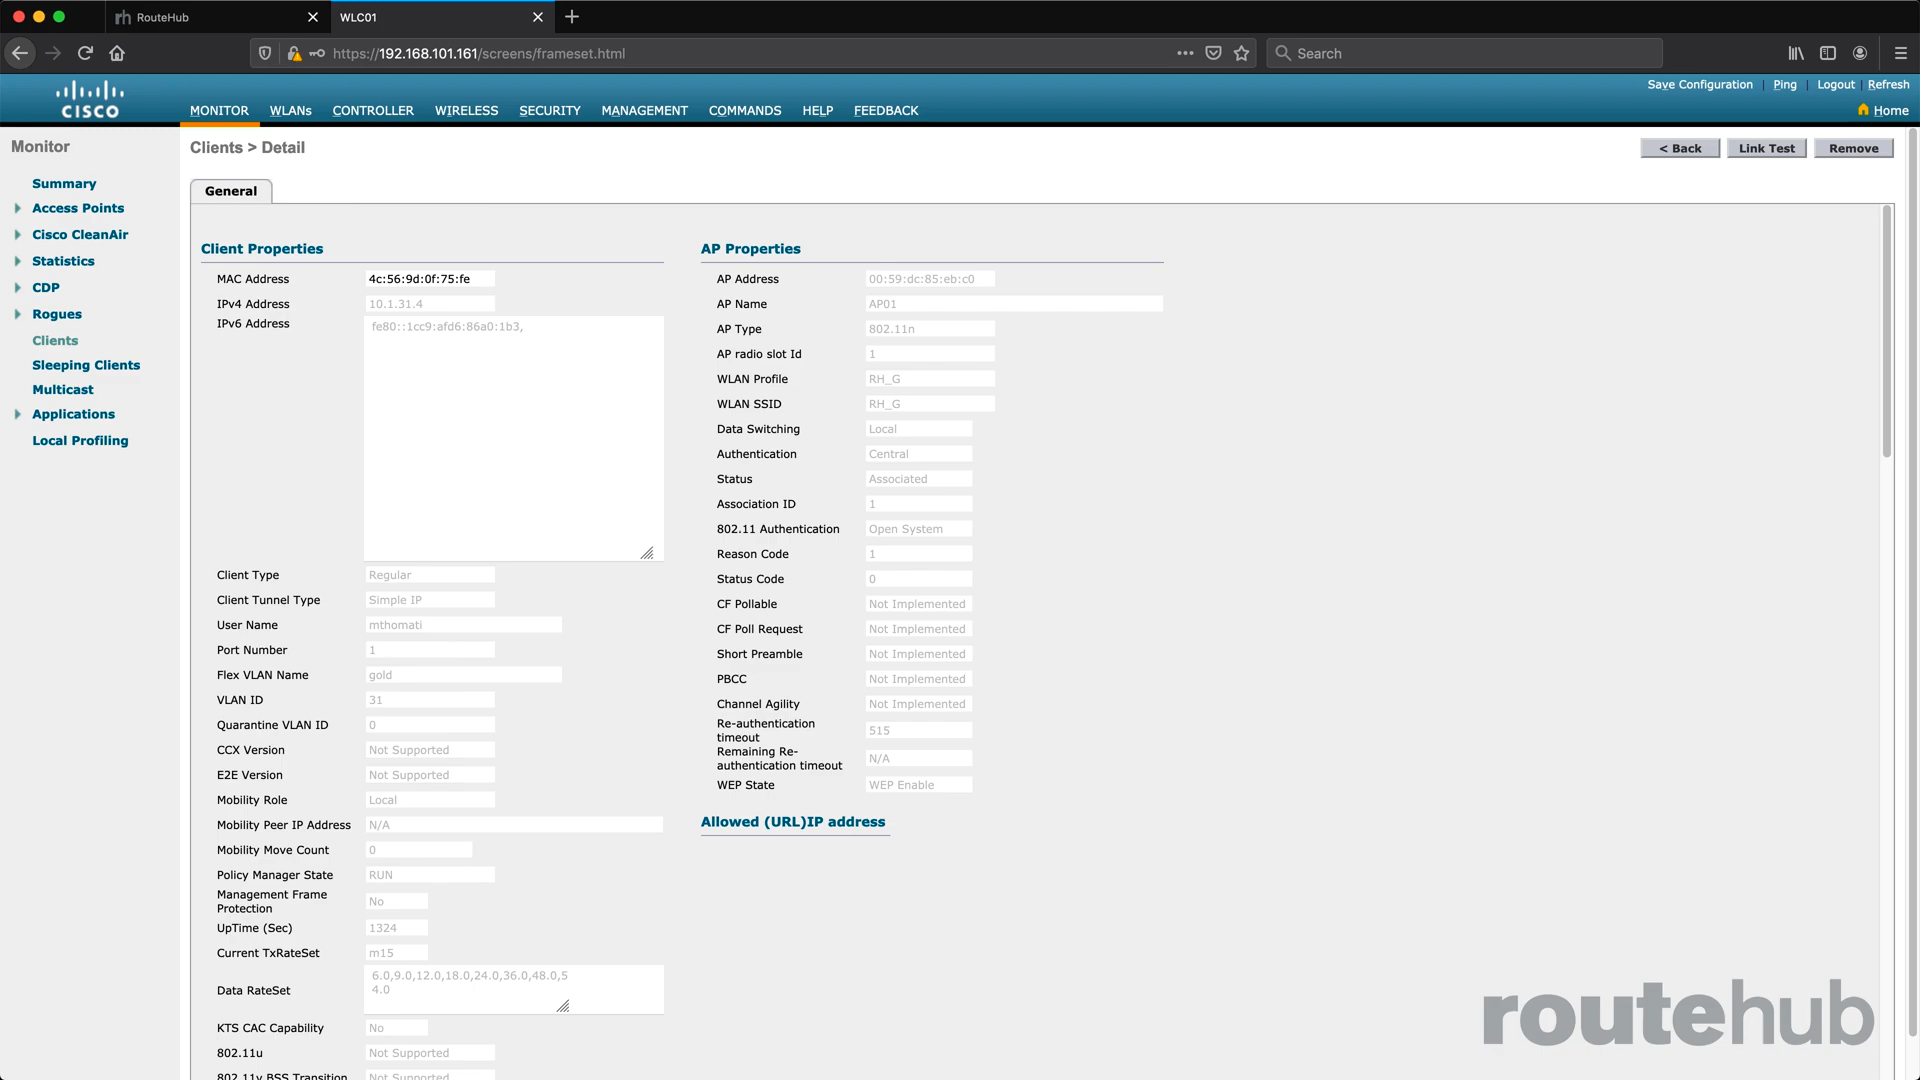 RouteHub
WLC01
https://192.168.101.161/screens/frameset.html
Search
Save Configuration | Ping | Logout | Refresh
CISCO
MONITOR WLANs CONTROLLER WIRELESS SECURITY MANAGEMENT COMMANDS HELP FEEDBACK
Home
Monitor
Summary
Access Points
Cisco CleanAir
Statistics
CDP
Rogues
Clients
Sleeping Clients
Multicast
Applications
Local Profiling
Clients > Detail
< Back
Link Test
Remove
General
Client Properties
MAC Address 4c:56:9d:0f:75:fe
IPv4 Address 10.1.31.4
IPv6 Address fe80::1cc9:afd6:86a0:1b3,
Client Type Regular
Client Tunnel Type Simple IP
User Name mthomati
Port Number 1
Flex VLAN Name gold
VLAN ID 31
Quarantine VLAN ID 0
CCX Version Not Supported
E2E Version Not Supported
Mobility Role Local
Mobility Peer IP Address N/A
Mobility Move Count 0
Policy Manager State RUN
Management Frame
Protection No
UpTime (Sec) 1324
Current TxRateSet m15
Data RateSet 6.0,9.0,12.0,18.0,24.0,36.0,48.0,5
4.0
KTS CAC Capability No
802.11u Not Supported
802.11v BSS Transition Not Supported
AP Properties
AP Address 00:59:dc:85:eb:c0
AP Name AP01
AP Type 802.11n
AP radio slot Id 1
WLAN Profile RH_G
WLAN SSID RH_G
Data Switching Local
Authentication Central
Status Associated
Association ID 1
802.11 Authentication Open System
Reason Code 1
Status Code 0
CF Pollable Not Implemented
CF Poll Request Not Implemented
Short Preamble Not Implemented
PBCC Not Implemented
Channel Agility Not Implemented
Re-authentication
timeout 515
Remaining Re-
authentication timeout N/A
WEP State WEP Enable
Allowed (URL)IP address
routehub